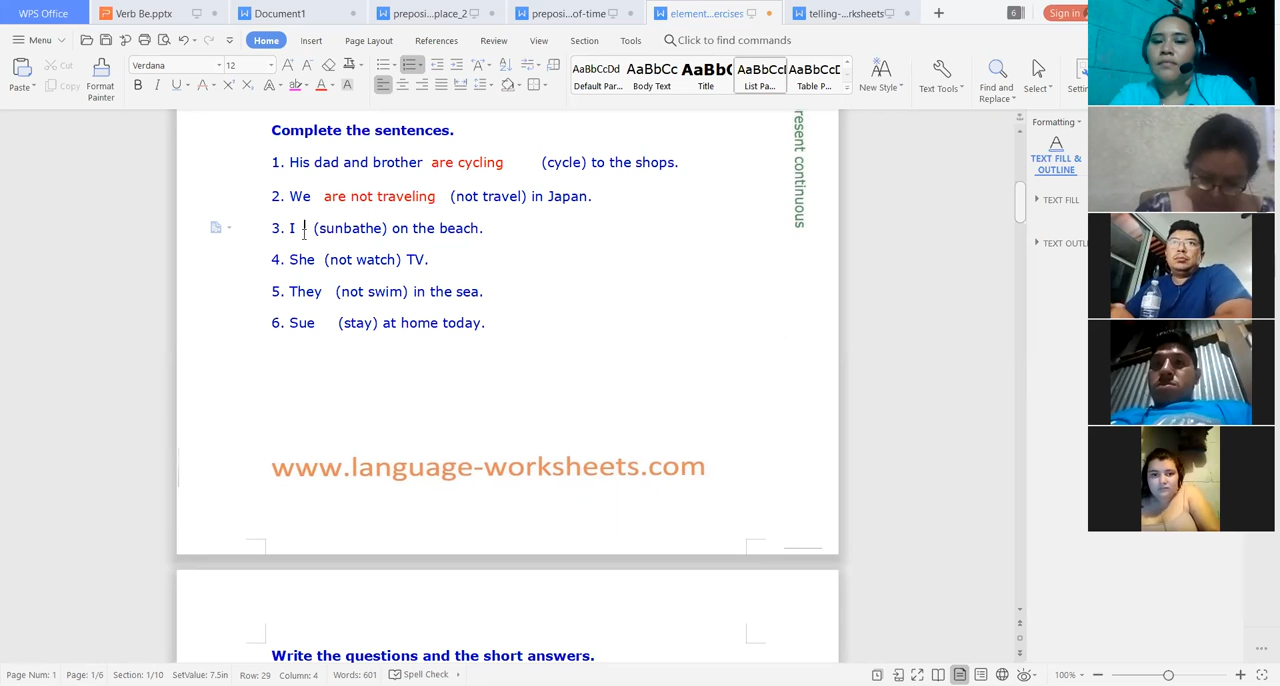 WPS Office Verb Be.pptx Document1 preposi...place_2 preposi...of-time element...ercises telling-...rksheets 6 Sign in
Menu Home Insert Page Layout References Review View Section Tools Click to find commands
Paste Cut Copy Format Painter Verdana 12 AaBbCcDd AaBbCc AaBb AaBbCcI AaBbCcD New Style Text Tools Find and Replace Select
Default Par... Body Text Title List Pa... Table P...
Formatting
TEXT FILL & OUTLINE
TEXT FILL
TEXT OUTL
resent continuous
Complete the sentences.
1. His dad and brother are cycling (cycle) to the shops.
2. We are not traveling (not travel) in Japan.
3. I (sunbathe) on the beach.
4. She (not watch) TV.
5. They (not swim) in the sea.
6. Sue (stay) at home today.
www.language-worksheets.com
Write the questions and the short answers.
Page Num: 1 Page: 1/6 Section: 1/10 SetValue: 7.5in Row: 29 Column: 4 Words: 601 Spell Check 100%